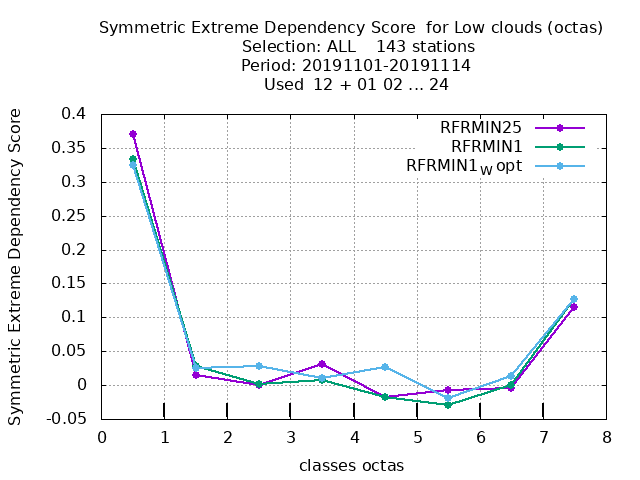 Symmetric Extreme Dependency Score  for Low clouds (octas)
Selection: ALL    143 stations
Period: 20191101-20191114
Used  12 + 01 02 ... 24
RFRMIN25
RFRMIN1
RFRMIN1W opt
Symmetric Extreme Dependency Score
0.4
0.35
0.3
0.25
0.2
0.15
0.1
0.05
0
-0.05
0 1 2 3 4 5 6 7 8
classes octas